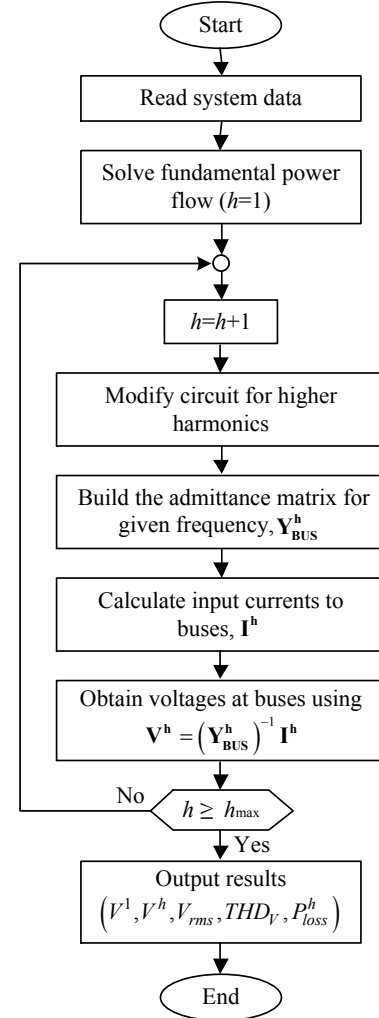 Start
Read system data
Solve fundamental power
flow (h=1)
h=h+1
Modify circuit for higher
harmonics
Build the admittance matrix for
given frequency, Y^h_BUS
Calculate input currents to
buses, I^h
Obtain voltages at buses using
V^h = (Y^h_BUS)^−1 I^h
No
h ≥ hmax
Yes
Output results
(V^1, V^h, V_rms, THD_V, P^h_loss)
End